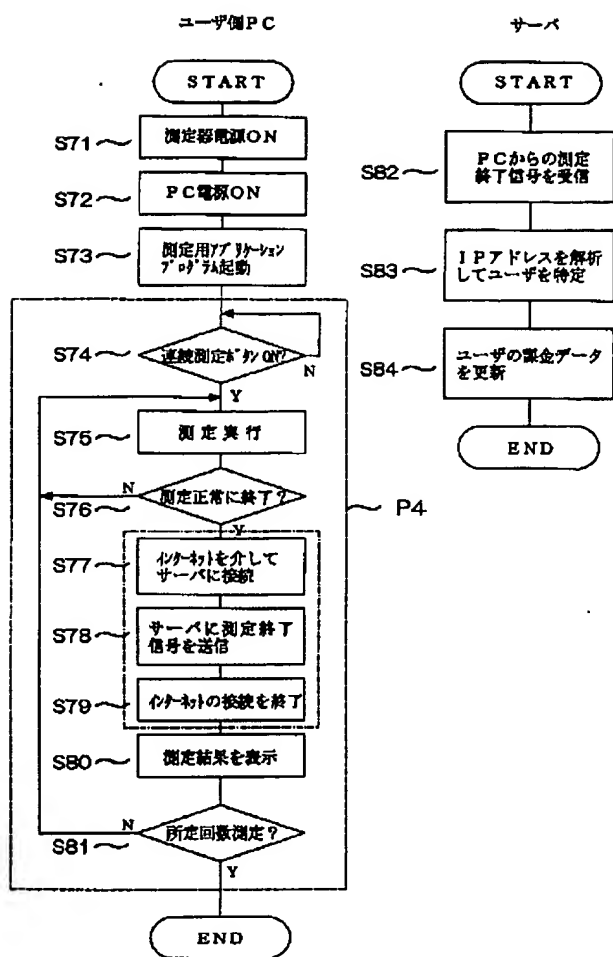 ユーザ側PC
START
S71
測定器電源ON
S72
PC電源ON
S73
測定用アプリケーション
プログラム起動
S74
連続測定ボタンON?
N
Y
S75
測定実行
S76
測定正常に終了?
N
Y
S77
インターネットを介して
サーバに接続
S78
サーバに測定終了
信号を送信
S79
インターネットの接続を終了
S80
測定結果を表示
S81
所定回数測定?
N
Y
END
P4
サーバ
START
S82
PCからの測定
終了信号を受信
S83
IPアドレスを解析
してユーザを特定
S84
ユーザの課金データ
を更新
END